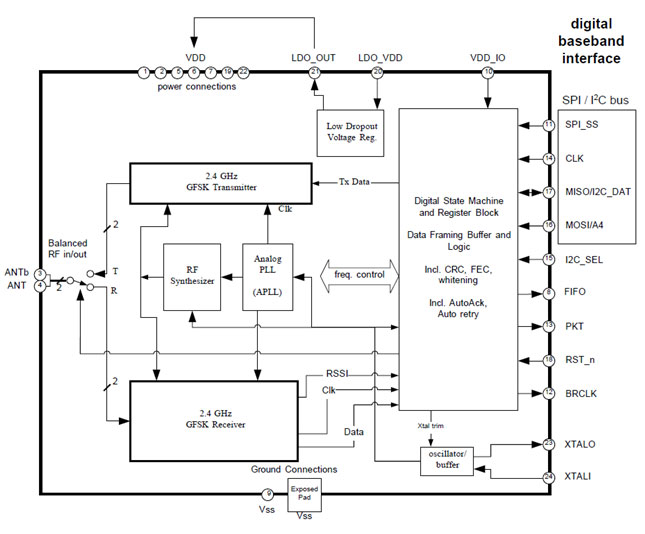 digital
baseband
interface
VDD
LDO_OUT
LDO_VDD
VDD_IO
1
2
5
6
7
19
22
21
20
10
power connections
SPI / I²C bus
Low Dropout
Voltage Reg.
11
SPI_SS
14
CLK
17
MISO/I2C_DAT
16
MOSI/A4
15
I2C_SEL
8
FIFO
13
PKT
18
RST_n
12
BRCLK
23
XTALO
24
XTALI
2.4 GHz
GFSK Transmitter
Tx Data
Clk
2
Digital State Machine
and Register Block
Data Framing Buffer and
Logic
Incl. CRC, FEC,
whitening
Incl. AutoAck,
Auto retry
Balanced
RF in/out
ANTb
3
ANT
4
2
T
R
RF
Synthesizer
Analog
PLL
(APLL)
freq. control
2
2.4 GHz
GFSK Receiver
RSSI
Clk
Data
Xtal trim
oscillator/
buffer
Ground Connections
9
Vss
Exposed
Pad
Vss